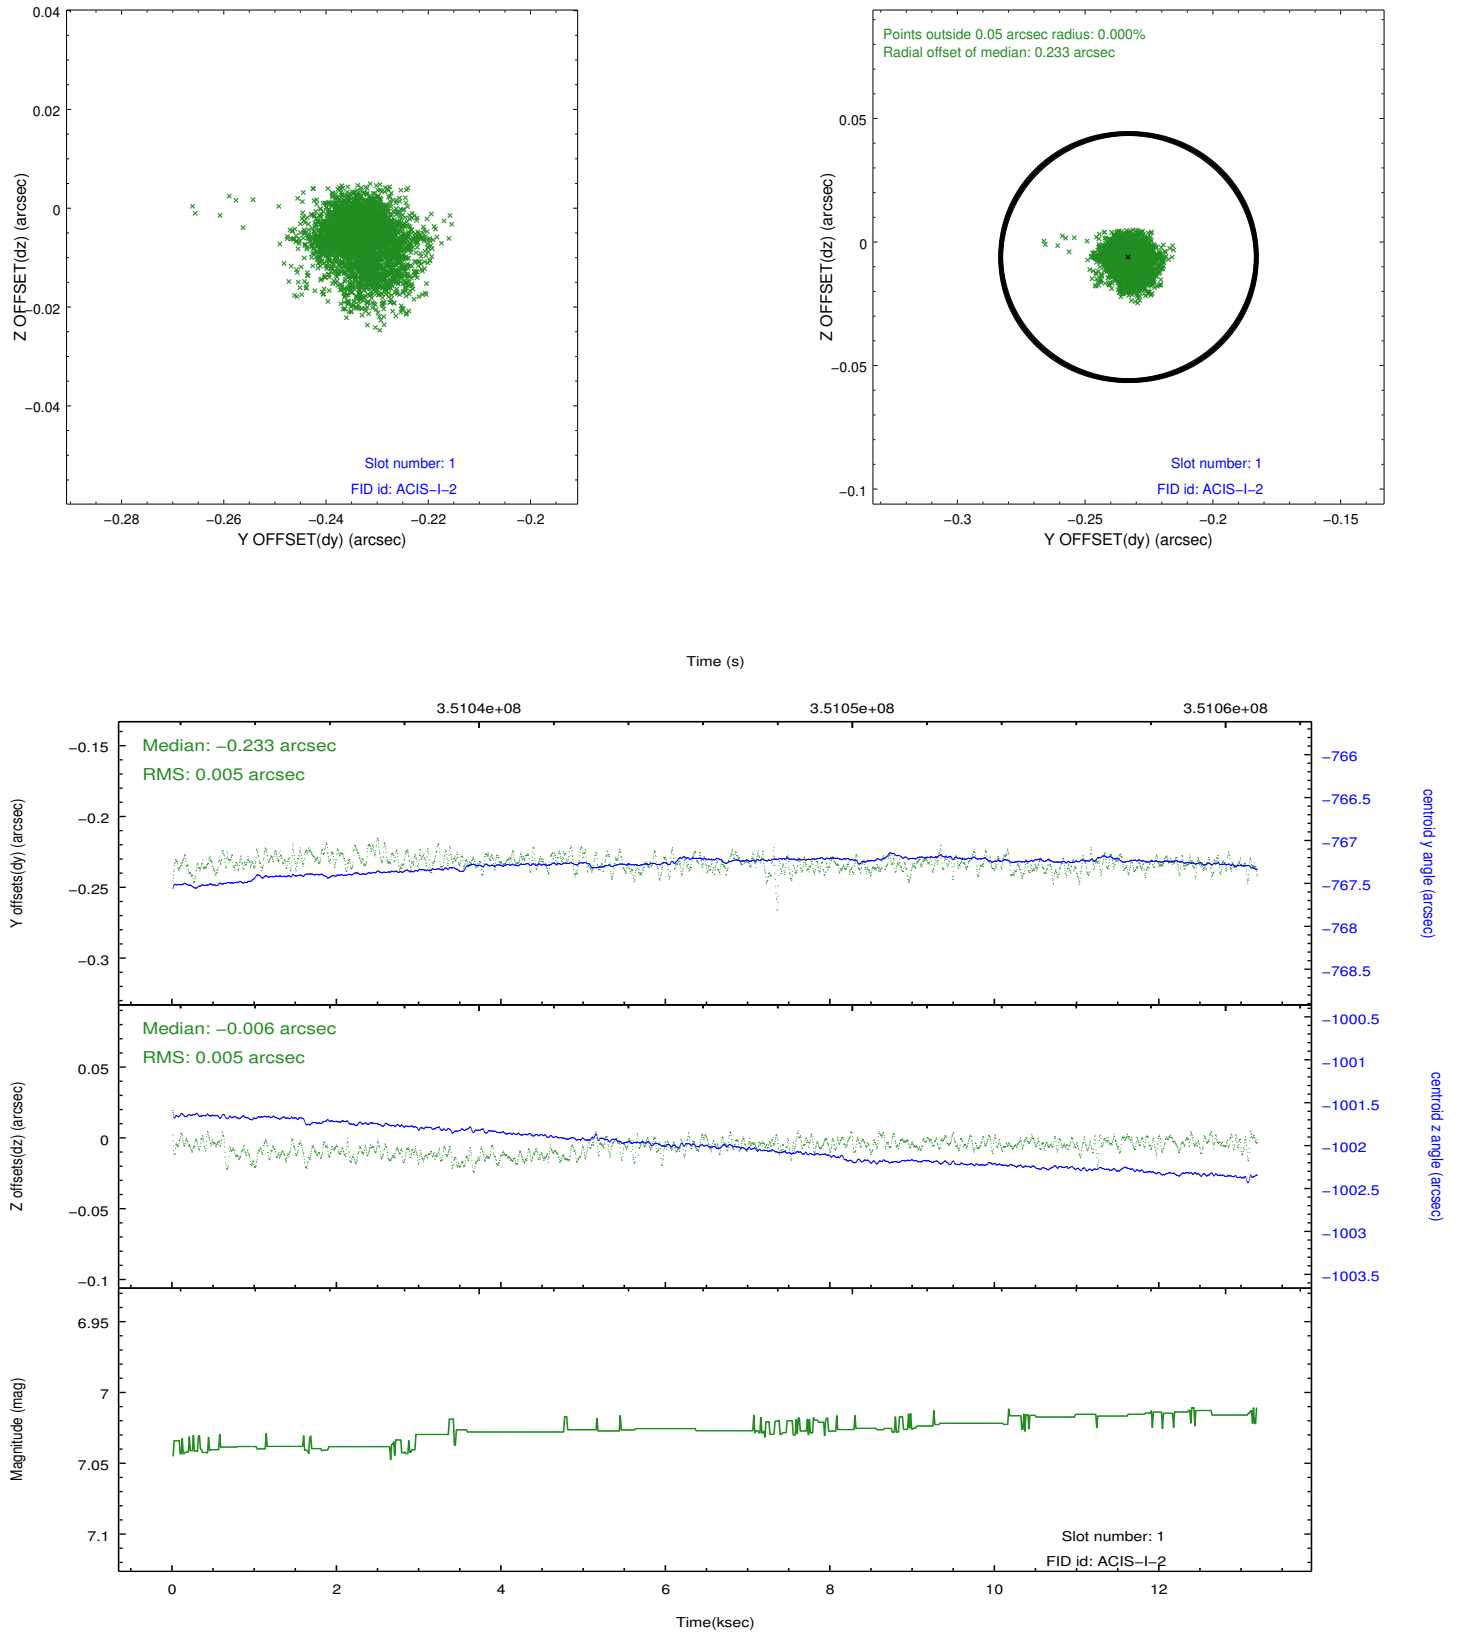 0.04
0.02
0
−0.02
−0.04
Z OFFSET(dz) (arcsec)
Slot number: 1
FID id: ACIS−I−2
−0.28 −0.26 −0.24 −0.22 −0.2
Y OFFSET(dy) (arcsec)
Points outside 0.05 arcsec radius: 0.000%
Radial offset of median: 0.233 arcsec
0.05
0
−0.05
−0.1
Z OFFSET(dz) (arcsec)
Slot number: 1
FID id: ACIS−I−2
−0.3 −0.25 −0.2 −0.15
Y OFFSET(dy) (arcsec)
Time (s)
3.5104e+08 3.5105e+08 3.5106e+08
Median: −0.233 arcsec
RMS: 0.005 arcsec
−0.15
−0.2
−0.25
−0.3
Y offsets(dy) (arcsec)
−766
−766.5
−767
−767.5
−768
−768.5
centroid y angle (arcsec)
Median: −0.006 arcsec
RMS: 0.005 arcsec
0.05
0
−0.05
−0.1
Z offsets(dz) (arcsec)
−1000.5
−1001
−1001.5
−1002
−1002.5
−1003
−1003.5
centroid z angle (arcsec)
6.95
7
7.05
7.1
Magnitude (mag)
Slot number: 1
FID id: ACIS−I−2
0 2 4 6 8 10 12
Time(ksec)